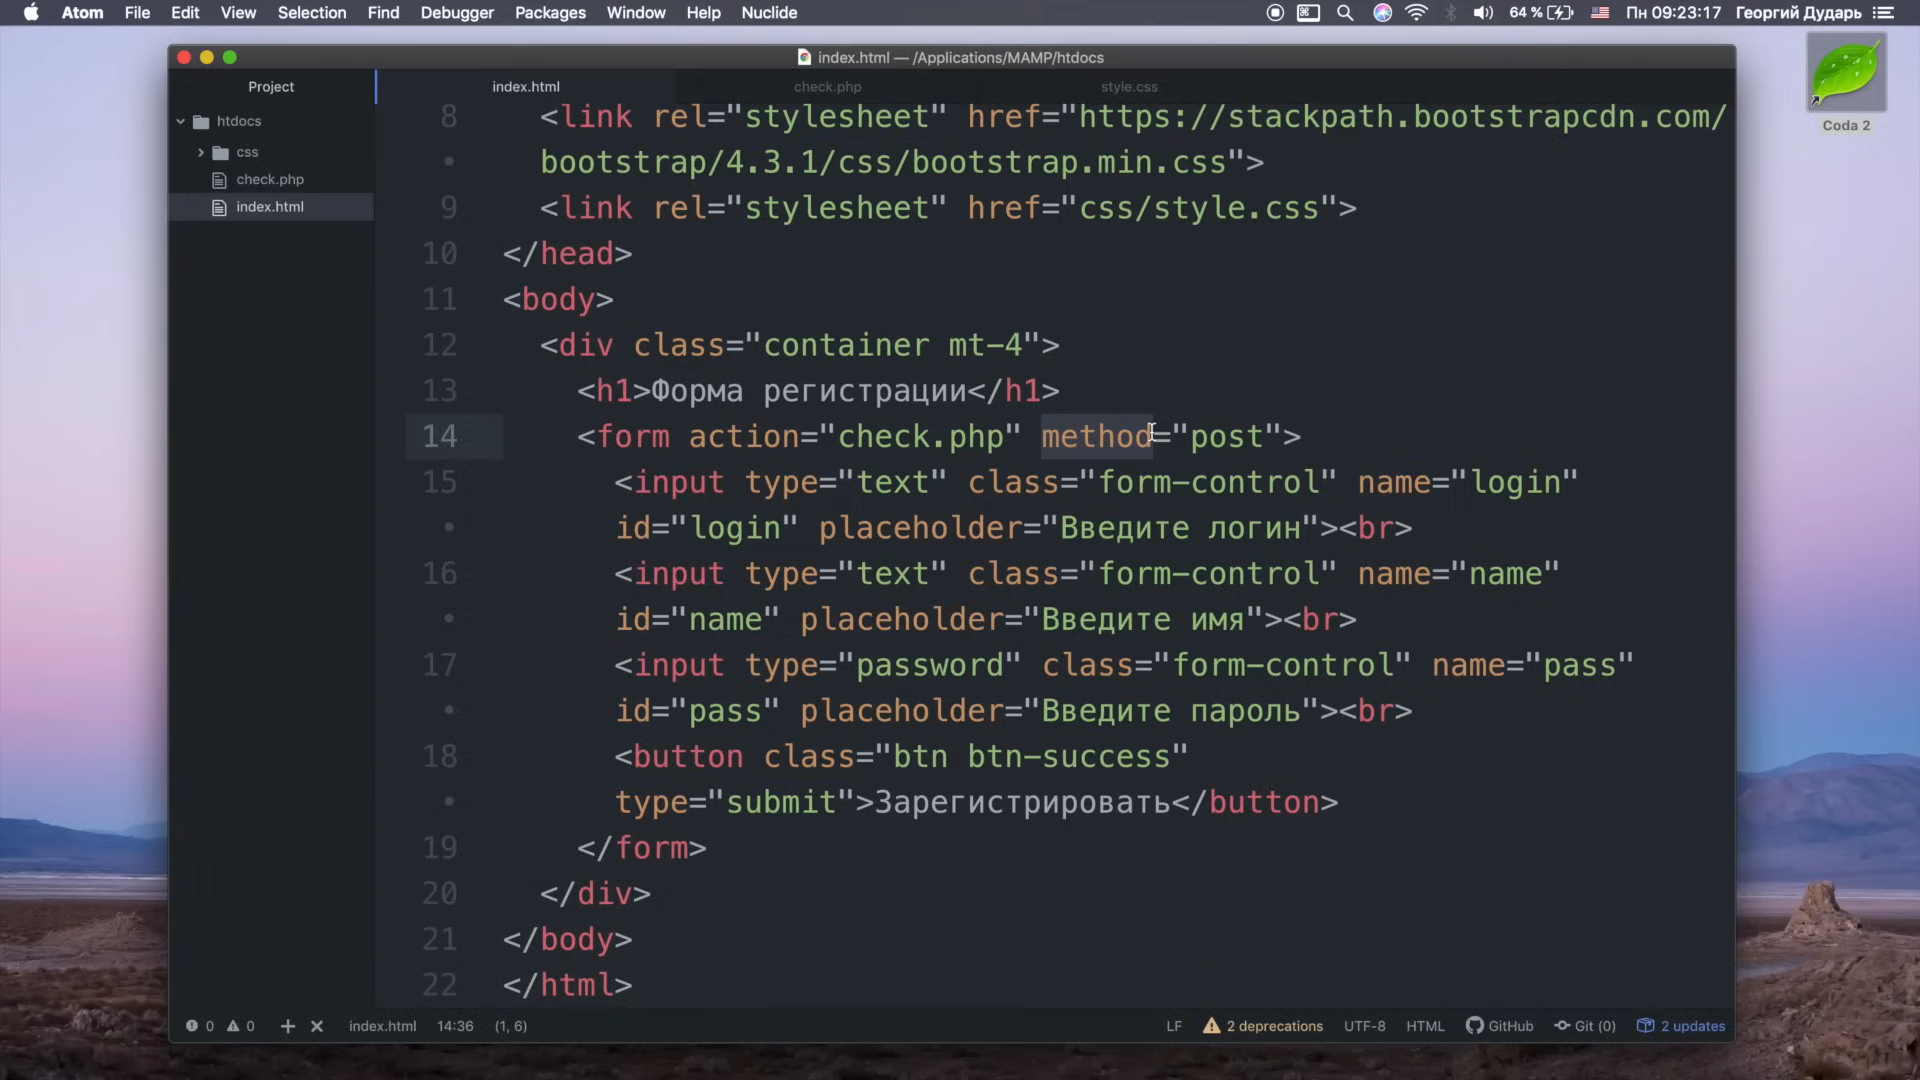 Atom File Edit View Selection Find Debugger Packages Window Help Nuclide 64 % Пн 09:23:17 Георгий Дударь
index.html — /Applications/MAMP/htdocs
Project index.html check.php style.css
htdocs
css
check.php
index.html
8 <link rel="stylesheet" href="https://stackpath.bootstrapcdn.com/
• bootstrap/4.3.1/css/bootstrap.min.css">
9 <link rel="stylesheet" href="css/style.css">
10 </head>
11 <body>
12 <div class="container mt-4">
13 <h1>Форма регистрации</h1>
14 <form action="check.php" method="post">
15 <input type="text" class="form-control" name="login"
• id="login" placeholder="Введите логин"><br>
16 <input type="text" class="form-control" name="name"
• id="name" placeholder="Введите имя"><br>
17 <input type="password" class="form-control" name="pass"
• id="pass" placeholder="Введите пароль"><br>
18 <button class="btn btn-success"
• type="submit">Зарегистрировать</button>
19 </form>
20 </div>
21 </body>
22 </html>
0 0 + × index.html 14:36 (1, 6) LF 2 deprecations UTF-8 HTML GitHub Git (0) 2 updates
Coda 2